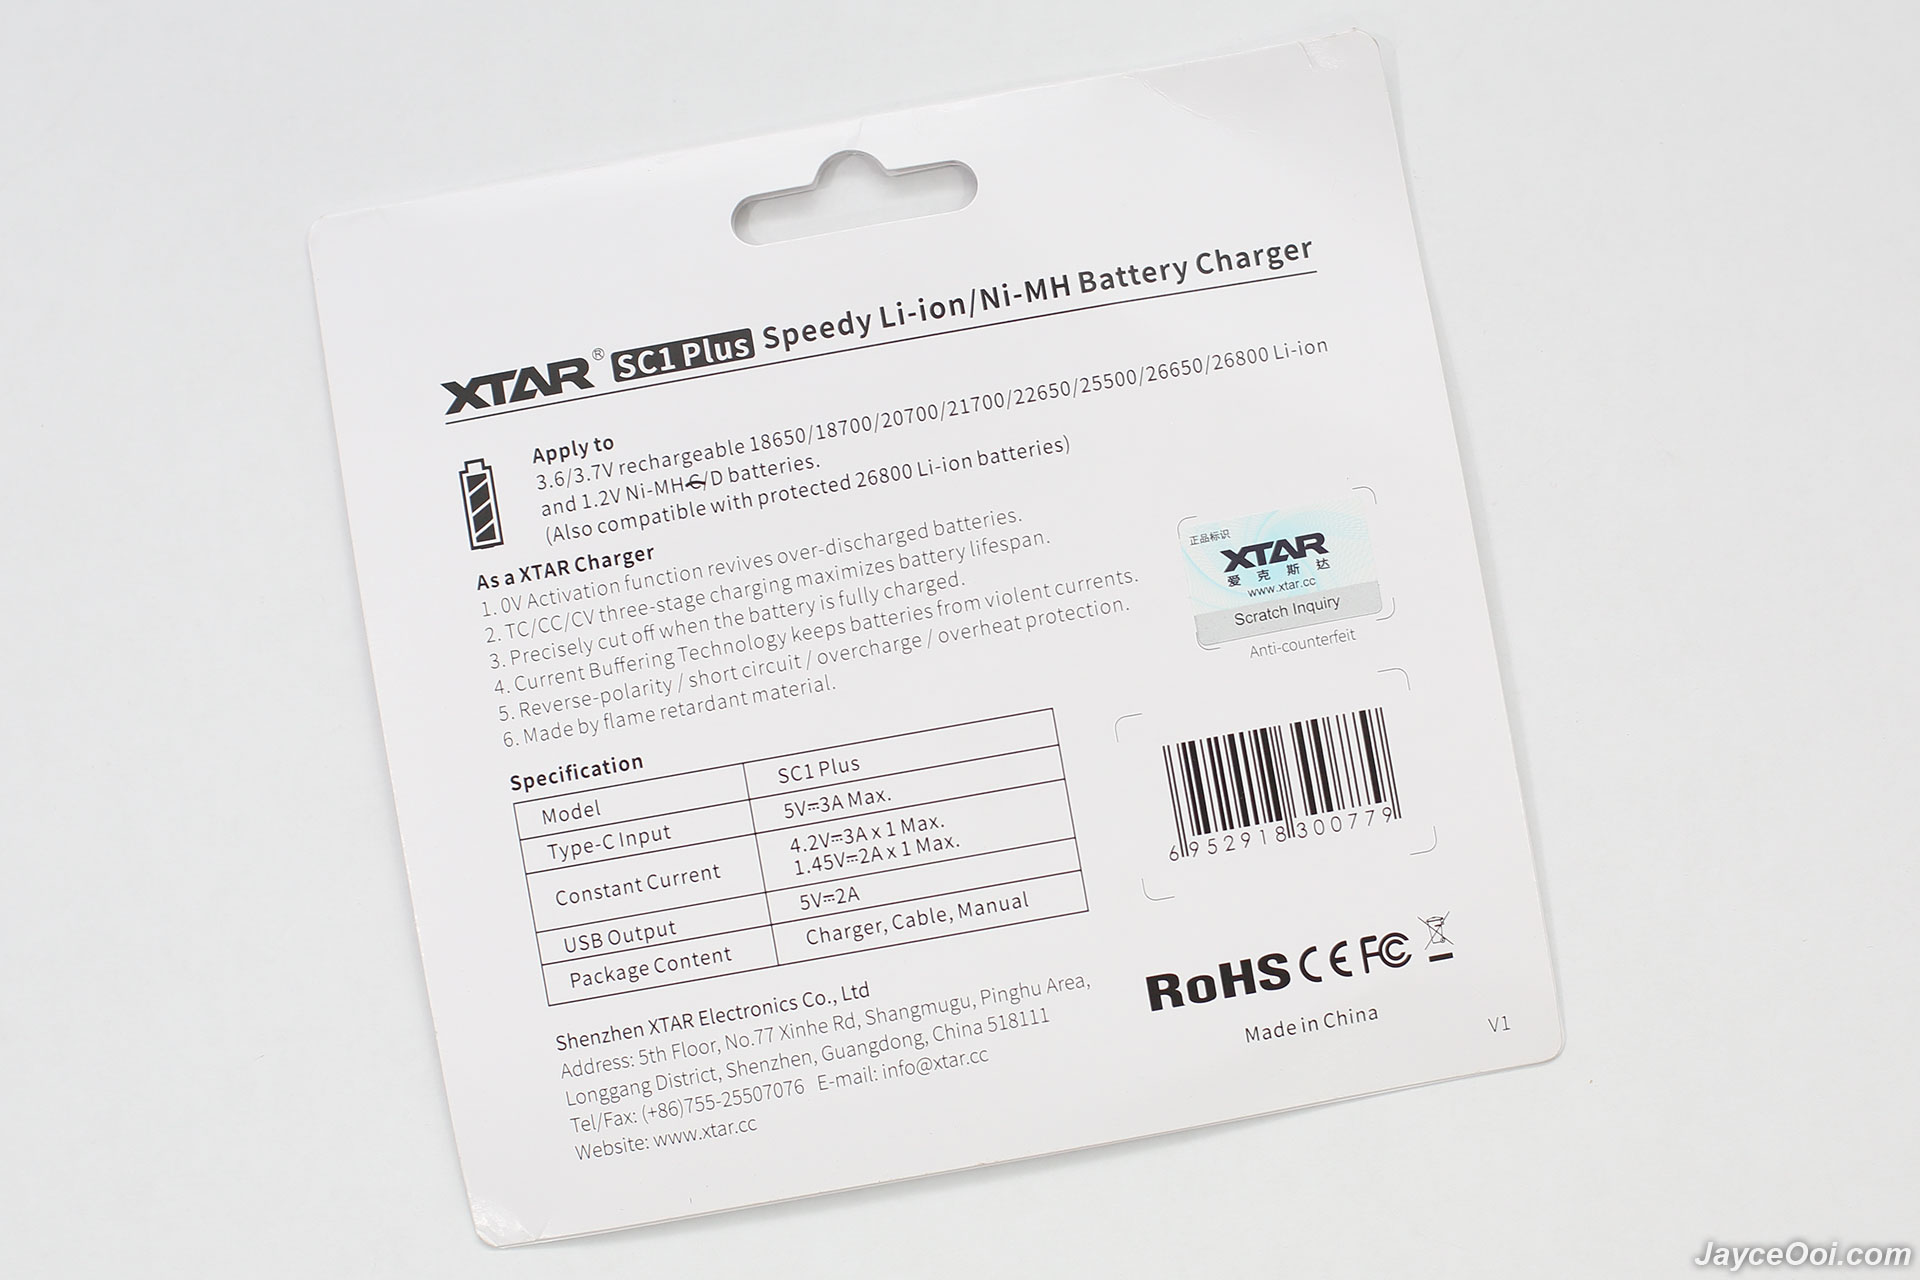 XTAR® SC1 Plus Speedy Li-ion/Ni-MH Battery Charger
Apply to
3.6/3.7V rechargeable 18650/18700/20700/21700/22650/25500/26650/26800 Li-ion
and 1.2V Ni-MH C/D batteries.
(Also compatible with protected 26800 Li-ion batteries)
As a XTAR Charger
1. 0V Activation function revives over-discharged batteries.
2. TC/CC/CV three-stage charging maximizes battery lifespan.
3. Precisely cut off when the battery is fully charged.
4. Current Buffering Technology keeps batteries from violent currents.
5. Reverse-polarity / short circuit / overcharge / overheat protection.
6. Made by flame retardant material.
正品标识
XTAR
爱克斯达
www.xtar.cc
Scratch Inquiry
Anti-counterfeit
Specification
Model SC1 Plus
Type-C Input 5V⎓3A Max.
Constant Current 4.2V⎓3A x 1 Max.
1.45V⎓2A x 1 Max.
USB Output 5V⎓2A
Package Content Charger, Cable, Manual
6 952918 300779
Shenzhen XTAR Electronics Co., Ltd
Address: 5th Floor, No.77 Xinhe Rd, Shangmugu, Pinghu Area,
Longgang District, Shenzhen, Guangdong, China 518111
Tel/Fax: (+86)755-25507076 E-mail: info@xtar.cc
Website: www.xtar.cc
RoHS CE FC
Made in China
V1
JayceOoi.com